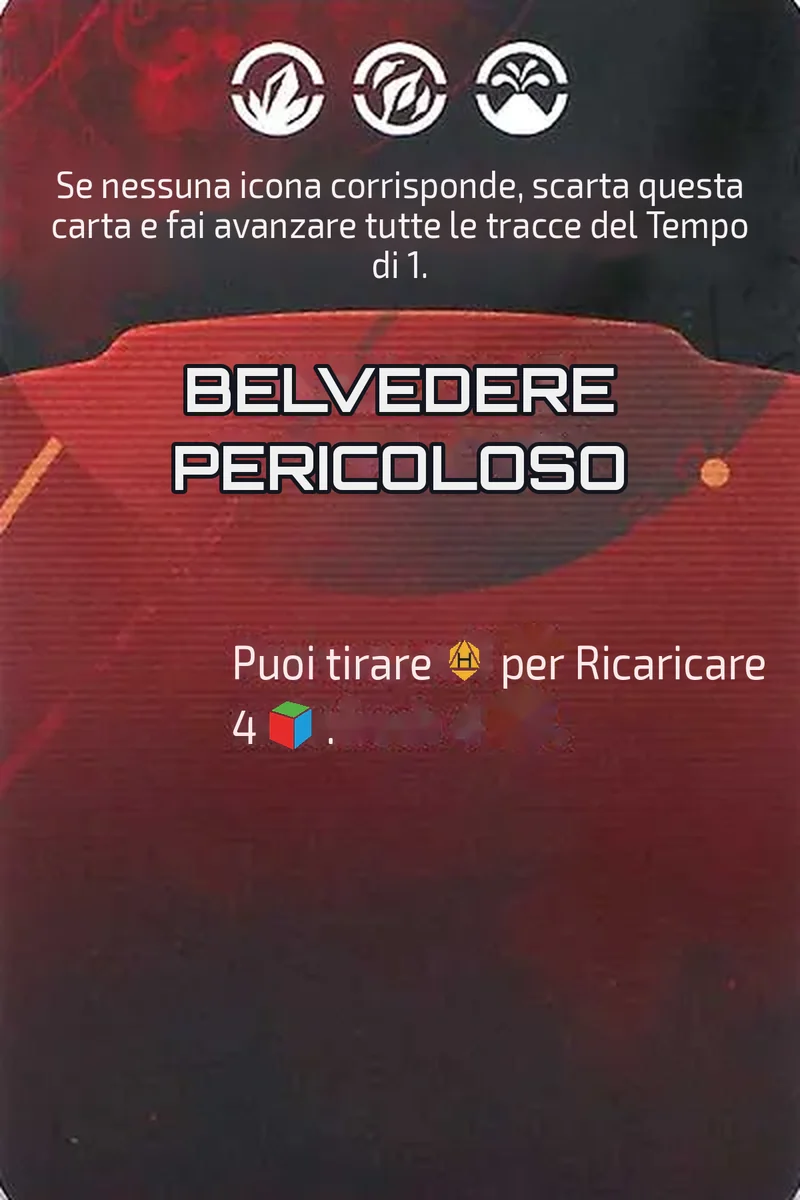 Se nessuna icona corrisponde, scarta questa
carta e fai avanzare tutte le tracce del Tempo
di 1.
BELVEDERE
PERICOLOSO
Puoi tirare H per Ricaricare
4 .